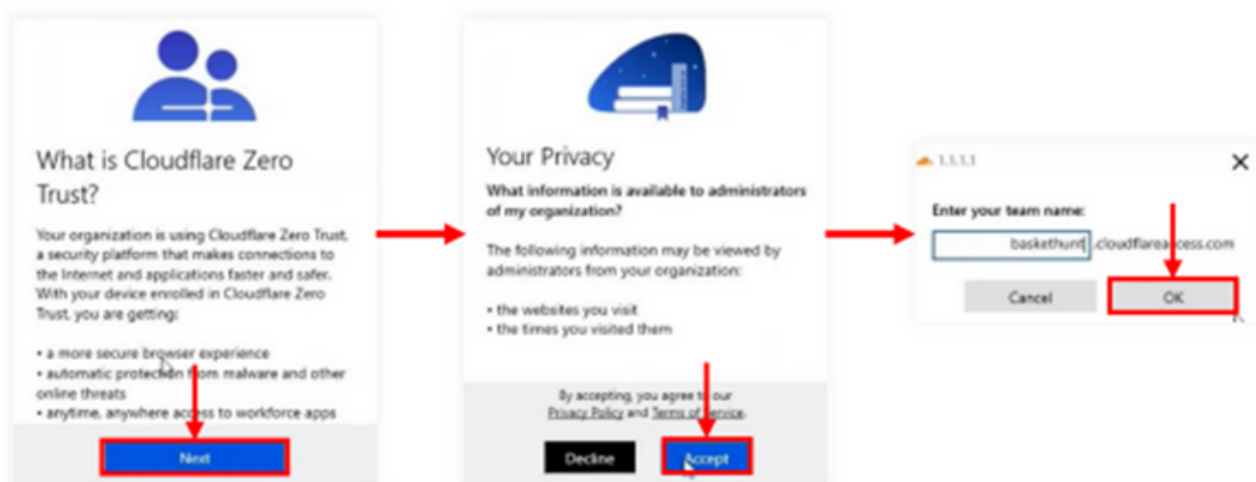 What is Cloudflare Zero
Trust?
Your organization is using Cloudflare Zero Trust,
a security platform that makes connections to
the Internet and applications faster and safer.
With your device enrolled in Cloudflare Zero
Trust, you are getting:
• a more secure browser experience
• automatic protection from malware and other
online threats
• anytime, anywhere access to workforce apps
Next
Your Privacy
What information is available to administrators
of my organization?
The following information may be viewed by
administrators from your organization:
• the websites you visit
• the times you visited them
By accepting, you agree to our
Privacy Policy and Terms of Service.
Decline
Accept
1.1.1.1
Enter your team name:
baskethunt .cloudflareaccess.com
Cancel
OK